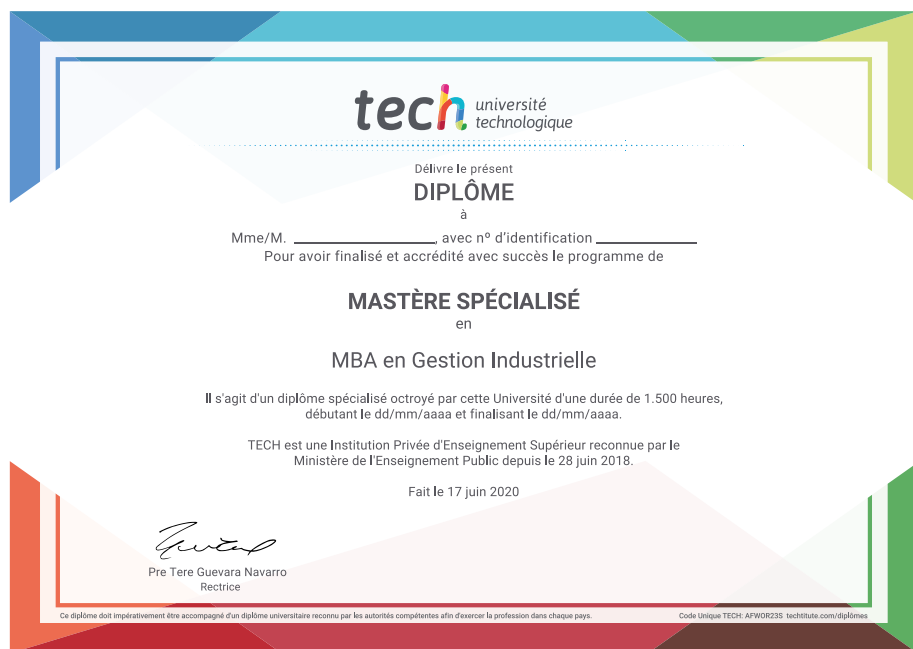 tech université
technologique
Délivre le présent
DIPLÔME
à
Mme/M. ____________, avec nº d'identification ____________
Pour avoir finalisé et accrédité avec succès le programme de
MASTÈRE SPÉCIALISÉ
en
MBA en Gestion Industrielle
Il s'agit d'un diplôme spécialisé octroyé par cette Université d'une durée de 1.500 heures,
débutant le dd/mm/aaaa et finalisant le dd/mm/aaaa.
TECH est une Institution Privée d'Enseignement Supérieur reconnue par le
Ministère de l'Enseignement Public depuis le 28 juin 2018.
Fait le 17 juin 2020
Pre Tere Guevara Navarro
Rectrice
Ce diplôme doit impérativement être accompagné d'un diplôme universitaire reconnu par les autorités compétentes afin d'exercer la profession dans chaque pays.
Code Unique TECH: AFWOR23S techtitute.com/diplômes